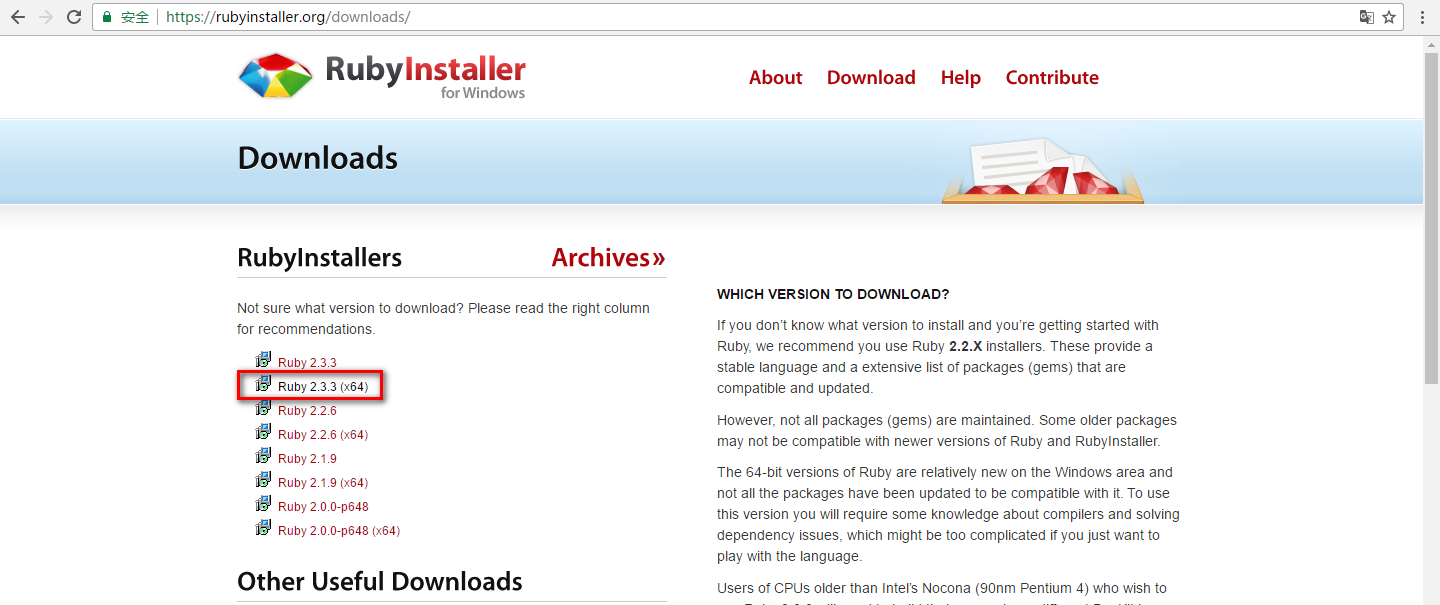 安全 https://rubyinstaller.org/downloads/
RubyInstaller
for Windows
About Download Help Contribute
Downloads
RubyInstallers Archives»
Not sure what version to download? Please read the right column
for recommendations.
Ruby 2.3.3
Ruby 2.3.3 (x64)
Ruby 2.2.6
Ruby 2.2.6 (x64)
Ruby 2.1.9
Ruby 2.1.9 (x64)
Ruby 2.0.0-p648
Ruby 2.0.0-p648 (x64)
Other Useful Downloads
WHICH VERSION TO DOWNLOAD?
If you don’t know what version to install and you’re getting started with
Ruby, we recommend you use Ruby 2.2.X installers. These provide a
stable language and a extensive list of packages (gems) that are
compatible and updated.
However, not all packages (gems) are maintained. Some older packages
may not be compatible with newer versions of Ruby and RubyInstaller.
The 64-bit versions of Ruby are relatively new on the Windows area and
not all the packages have been updated to be compatible with it. To use
this version you will require some knowledge about compilers and solving
dependency issues, which might be too complicated if you just want to
play with the language.
Users of CPUs older than Intel’s Nocona (90nm Pentium 4) who wish to